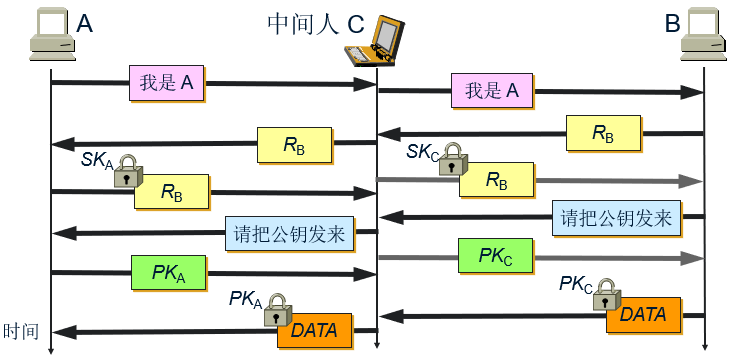 A
中间人 C
B
我是 A
我是 A
R_B
R_B
SK_A
R_B
SK_C
R_B
请把公钥发来
请把公钥发来
PK_A
PK_C
PK_A
DATA
PK_C
DATA
时间